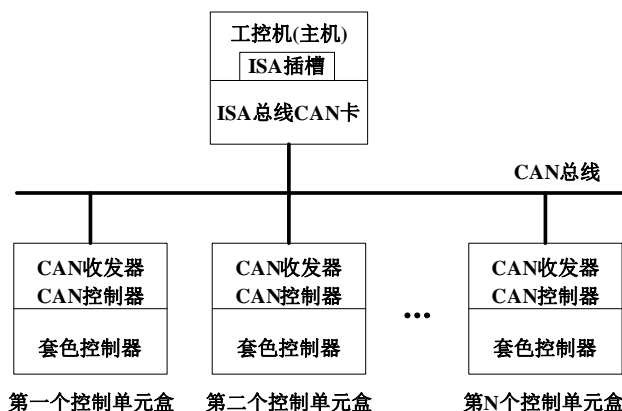 工控机(主机)
ISA插槽
ISA总线CAN卡
CAN总线
CAN收发器
CAN控制器
套色控制器
第一个控制单元盒
CAN收发器
CAN控制器
套色控制器
第二个控制单元盒
...
CAN收发器
CAN控制器
套色控制器
第N个控制单元盒